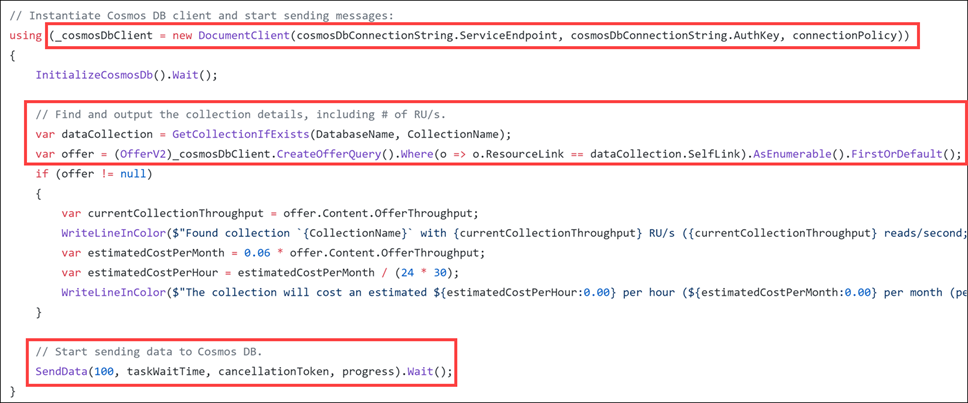 // Instantiate Cosmos DB client and start sending messages:
using (_cosmosDbClient = new DocumentClient(cosmosDbConnectionString.ServiceEndpoint, cosmosDbConnectionString.AuthKey, connectionPolicy))
{
InitializeCosmosDb().Wait();
// Find and output the collection details, including # of RU/s.
var dataCollection = GetCollectionIfExists(DatabaseName, CollectionName);
var offer = (OfferV2)_cosmosDbClient.CreateOfferQuery().Where(o => o.ResourceLink == dataCollection.SelfLink).AsEnumerable().FirstOrDefault();
if (offer != null)
{
var currentCollectionThroughput = offer.Content.OfferThroughput;
WriteLineInColor($"Found collection `{CollectionName}` with {currentCollectionThroughput} RU/s ({currentCollectionThroughput} reads/second;
var estimatedCostPerMonth = 0.06 * offer.Content.OfferThroughput;
var estimatedCostPerHour = estimatedCostPerMonth / (24 * 30);
WriteLineInColor($"The collection will cost an estimated ${estimatedCostPerHour:0.00} per hour (${estimatedCostPerMonth:0.00} per month (pe
}
// Start sending data to Cosmos DB.
SendData(100, taskWaitTime, cancellationToken, progress).Wait();
}